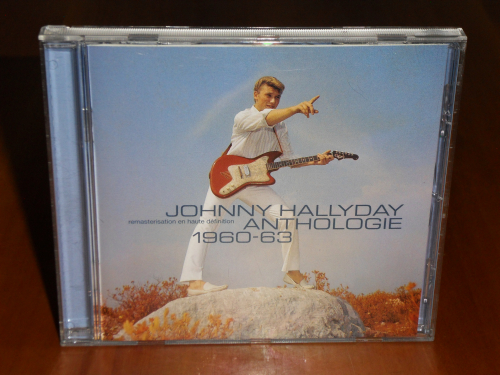 JOHNNY HALLYDAY
remasterisation en haute définition
ANTHOLOGIE
1960-63